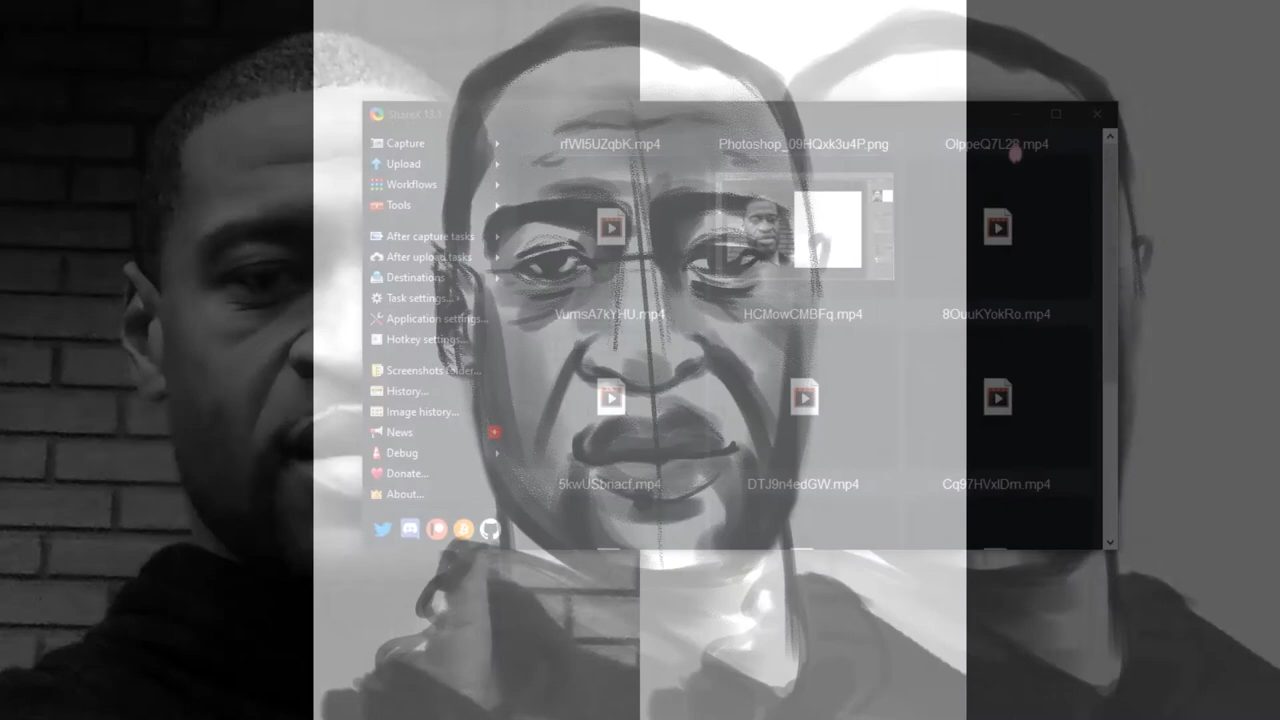 ShareX 13.1
rfWI5UZqbK.mp4
Photoshop_09HQxk3u4P.png
Capture
Upload
Workflows
Tools
After capture tasks
After upload tasks
Destinations
Task settings...
Application settings...
Hotkey settings...
VumsA7kYHU.mp4
HCMowCMBFq.mp4
8OuuKYokRo.mp4
Screenshots folder...
History...
Image history...
News
Debug
Donate...
About...
5kwUSbnacf.mp4
DTJ9n4edGW.mp4
Cq97HVxlDm.mp4